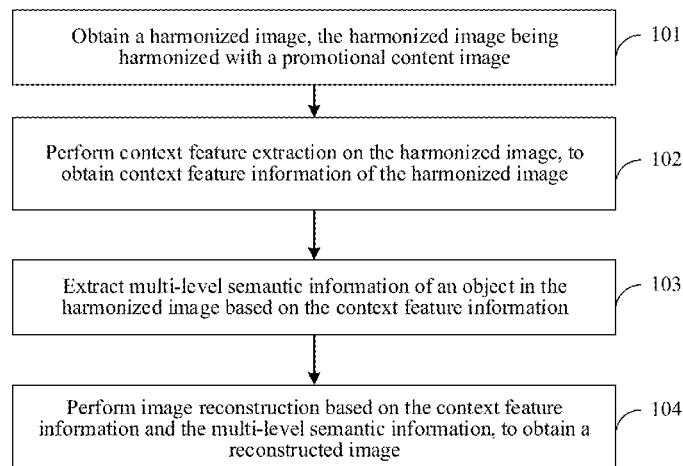 Obtain a harmonized image, the harmonized image being
harmonized with a promotional content image
101
Perform context feature extraction on the harmonized image, to
obtain context feature information of the harmonized image
102
Extract multi-level semantic information of an object in the
harmonized image based on the context feature information
103
Perform image reconstruction based on the context feature
information and the multi-level semantic information, to obtain a
reconstructed image
104